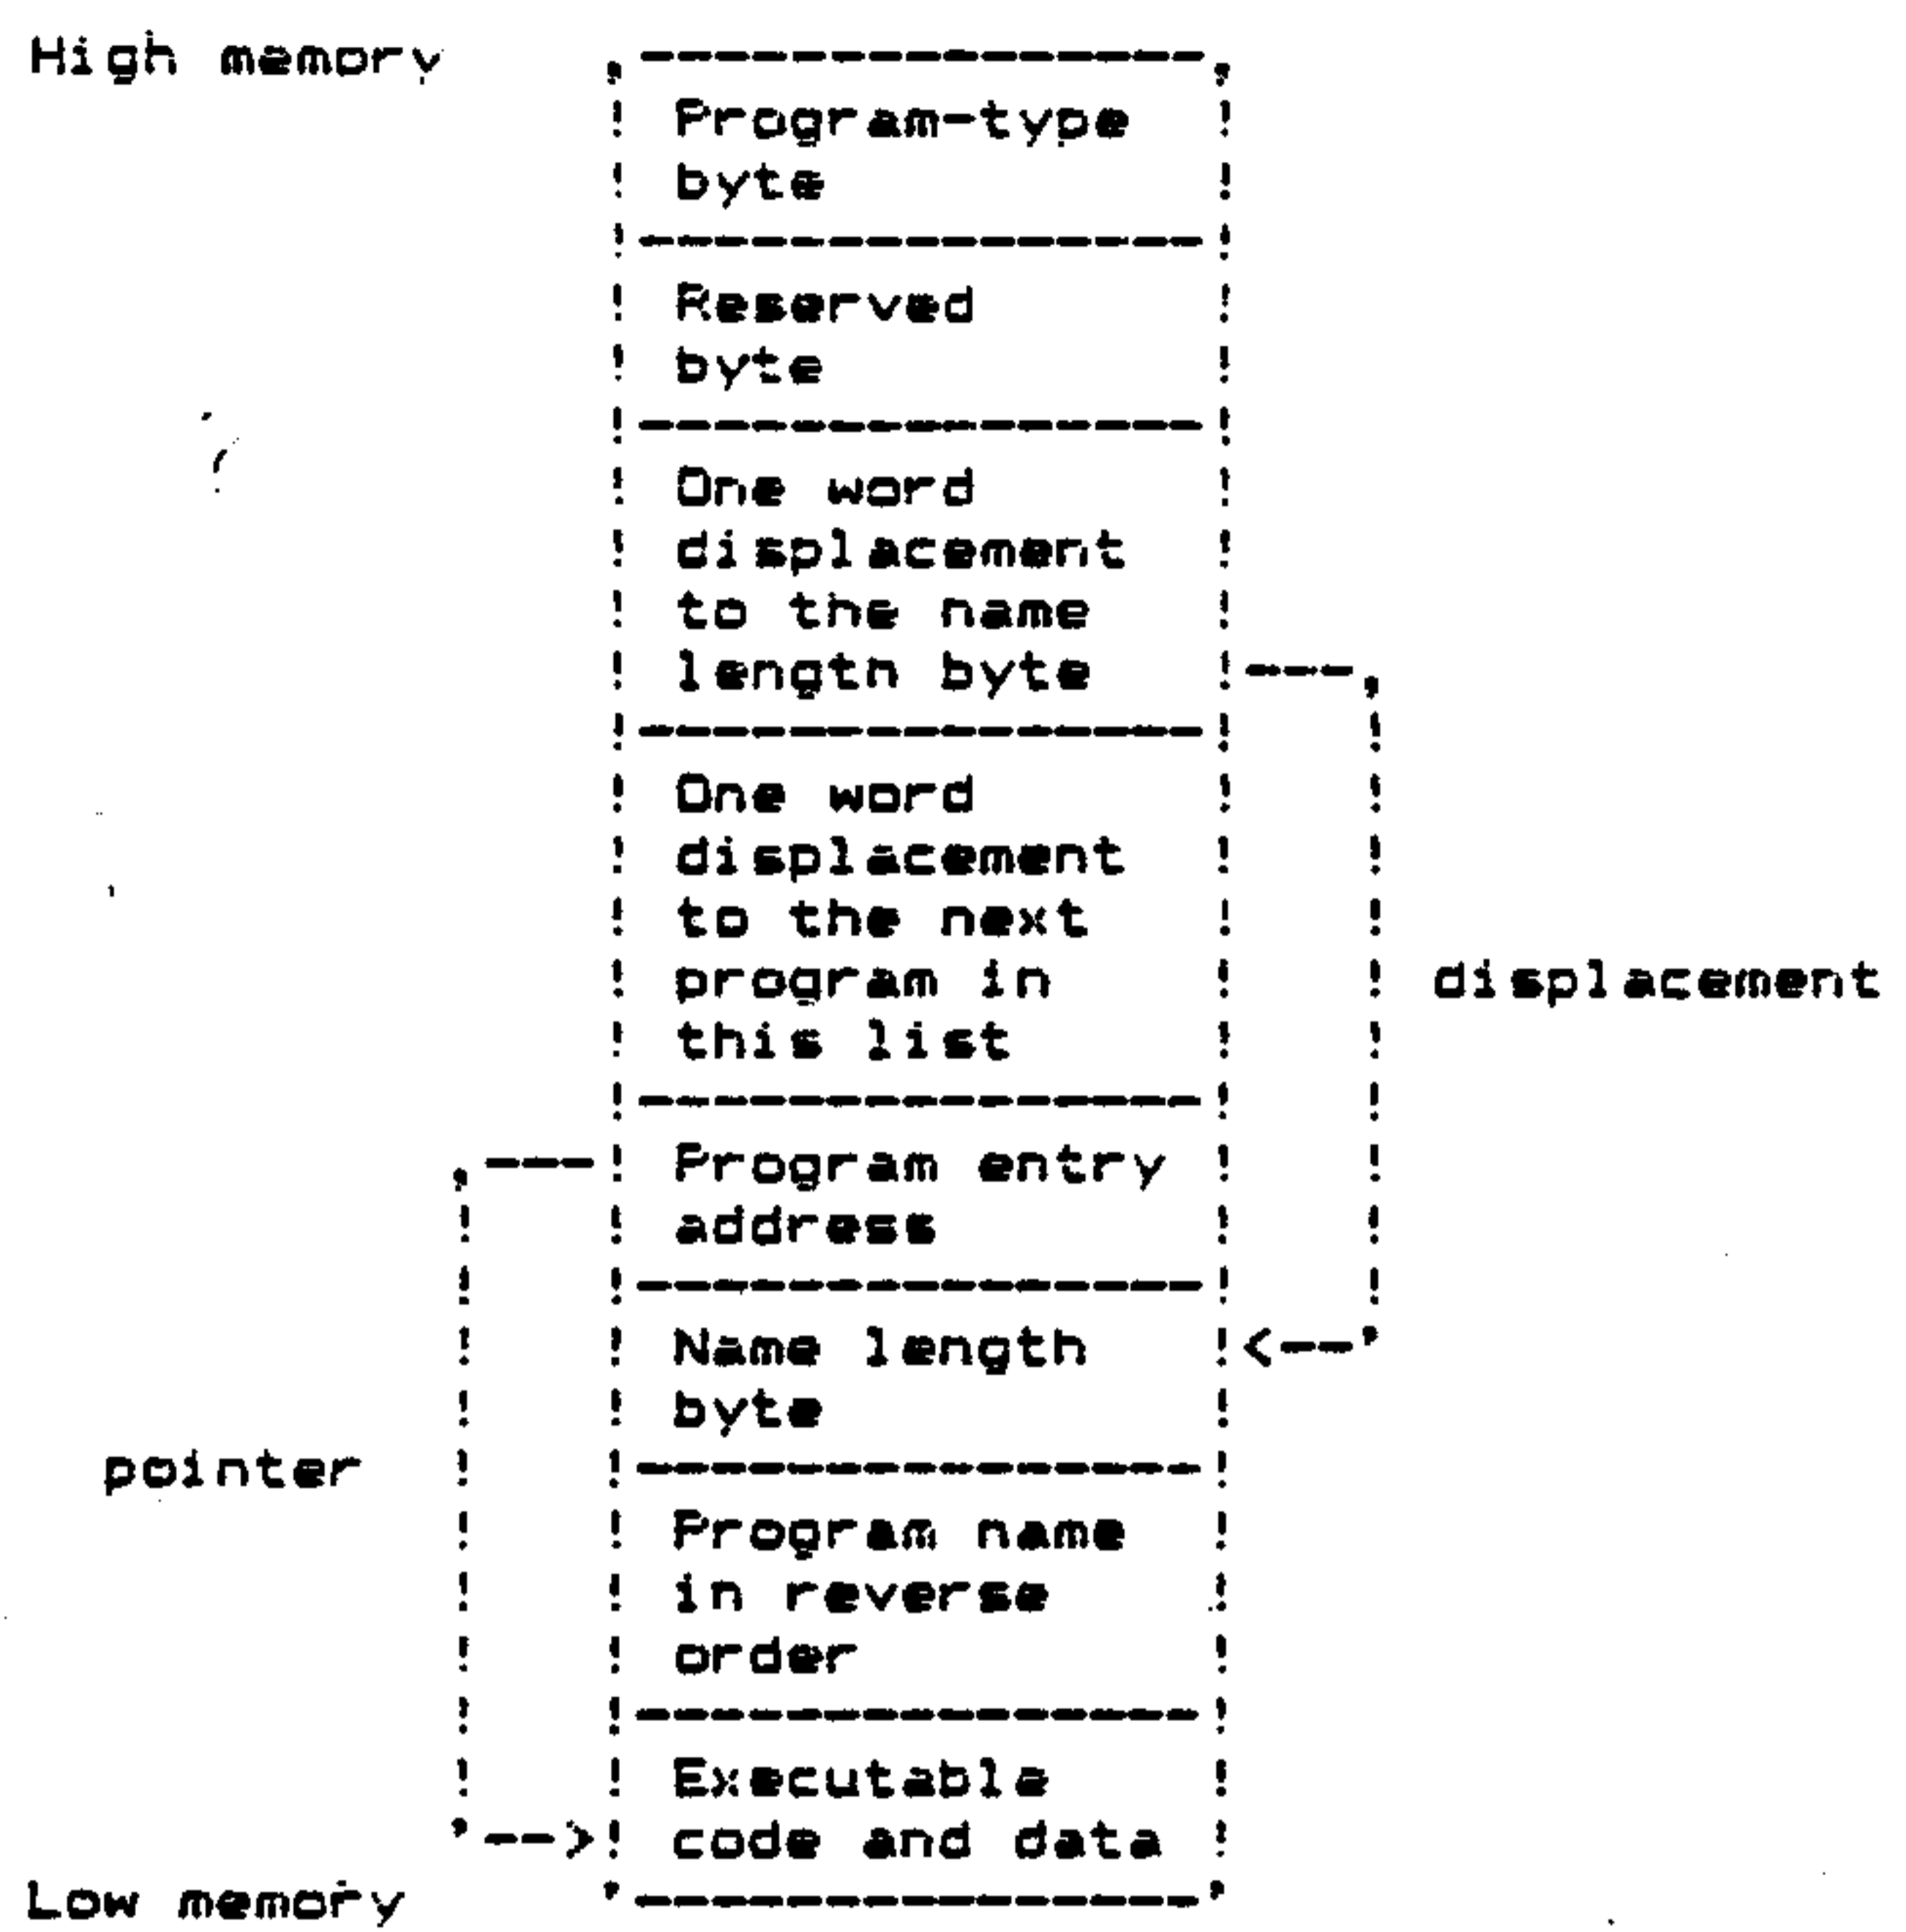 High memory
Program-type
byte
Reserved
byte
One word
displacement
to the name
length byte
One word
displacement
to the next
program in
this list
displacement
Program entry
address
Name length
byte
pointer
Program name
in reverse
order
Executable
code and data
Low memory